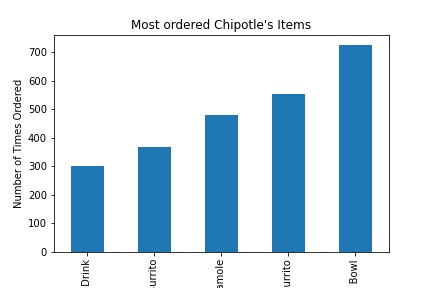 Most ordered Chipotle's Items
Number of Times Ordered
700
600
500
400
300
200
100
0
Drink
urrito
amole
urrito
Bowl